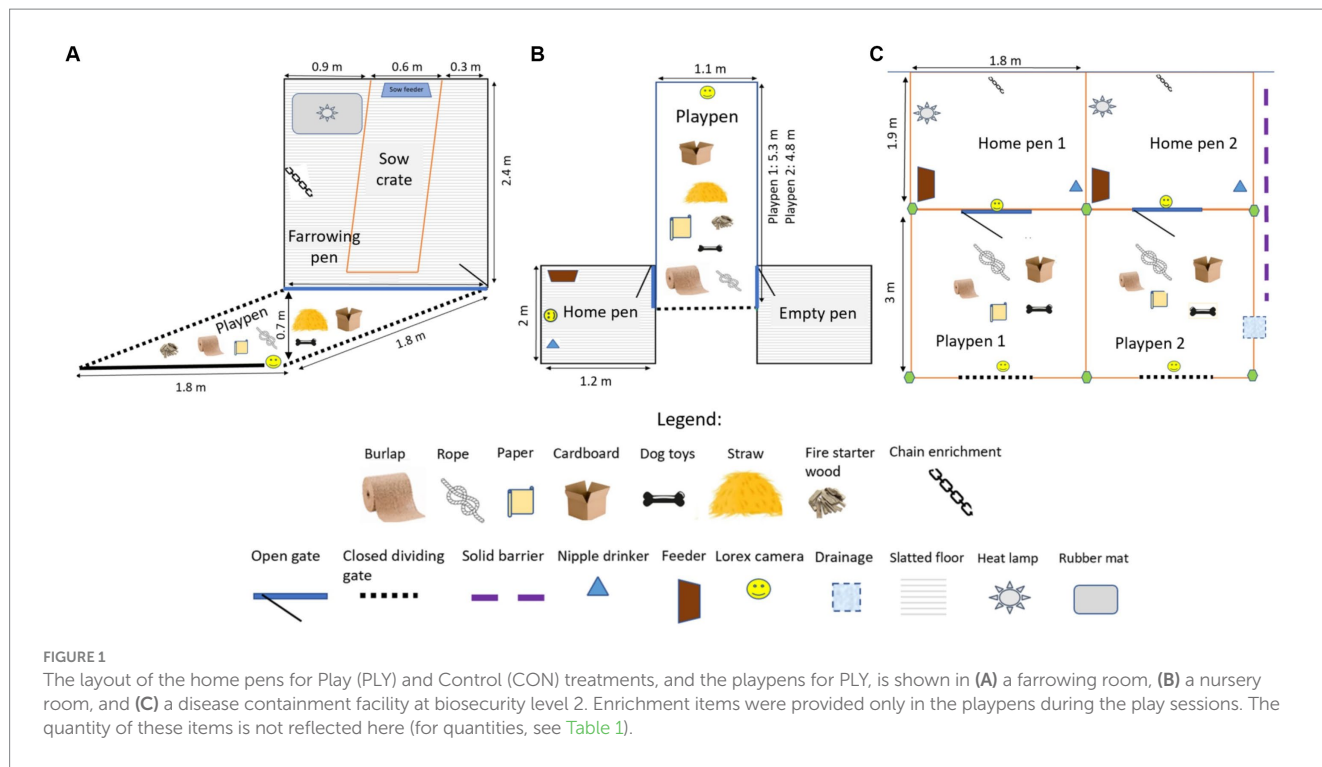 A
0.9 m
0.6 m
0.3 m
Sow feeder
Sow
crate
2.4 m
Farrowing
pen
Playpen
0.7 m
1.8 m
1.8 m
B
1.1 m
Playpen
Playpen 1: 5.3 m
Playpen 2: 4.8 m
2 m
Home pen
Empty pen
1.2 m
C
1.8 m
1.9 m
Home pen 1
Home pen 2
3 m
Playpen 1
Playpen 2
Legend:
Burlap
Rope
Paper
Cardboard
Dog toys
Straw
Fire starter
wood
Chain enrichment
Open gate
Closed dividing
gate
Solid barrier
Nipple drinker
Feeder
Lorex camera
Drainage
Slatted floor
Heat lamp
Rubber mat
FIGURE 1
The layout of the home pens for Play (PLY) and Control (CON) treatments, and the playpens for PLY, is shown in (A) a farrowing room, (B) a nursery
room, and (C) a disease containment facility at biosecurity level 2. Enrichment items were provided only in the playpens during the play sessions. The
quantity of these items is not reflected here (for quantities, see Table 1).